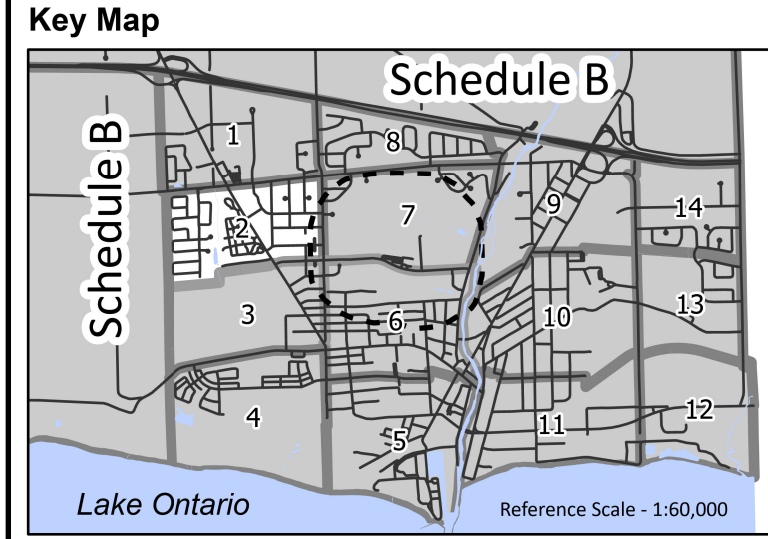 Key Map
Schedule B
Schedule B
1
8
2
7
9
14
3
6
10
13
4
5
11
12
Lake Ontario
Reference Scale - 1:60,000